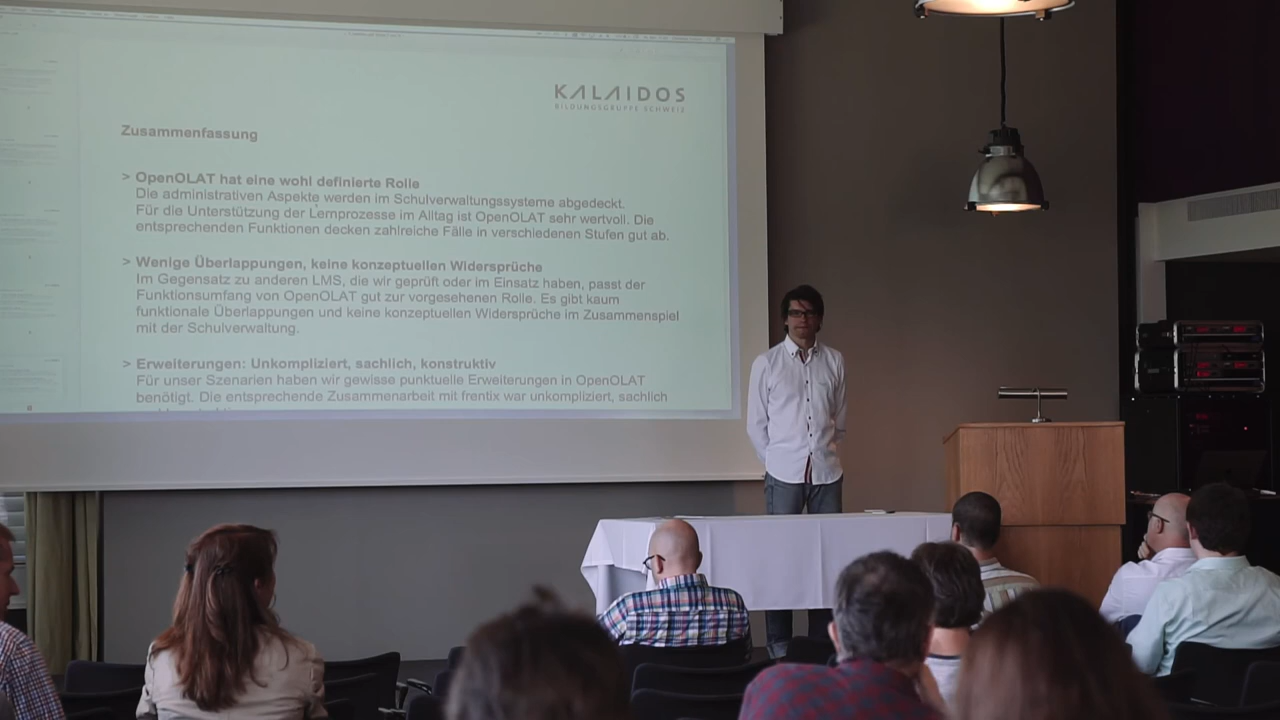 KALAIDOS
BILDUNGSGRUPPE SCHWEIZ
Zusammenfassung
> OpenOLAT hat eine wohl definierte Rolle
Die administrativen Aspekte werden im Schulverwaltungssysteme abgedeckt.
Für die Unterstützung der Lernprozesse im Alltag ist OpenOLAT sehr wertvoll. Die
entsprechenden Funktionen decken zahlreiche Fälle in verschiedenen Stufen gut ab.
> Wenige Überlappungen, keine konzeptuellen Widersprüche
Im Gegensatz zu anderen LMS, die wir geprüft oder im Einsatz haben, passt der
Funktionsumfang von OpenOLAT gut zur vorgesehenen Rolle. Es gibt kaum
funktionale Überlappungen und keine konzeptuellen Widersprüche im Zusammenspiel
mit der Schulverwaltung.
> Erweiterungen: Unkompliziert, sachlich, konstruktiv
Für unser Szenarien haben wir gewisse punktuelle Erweiterungen in OpenOLAT
benötigt. Die entsprechende Zusammenarbeit mit frentix war unkompliziert, sachlich